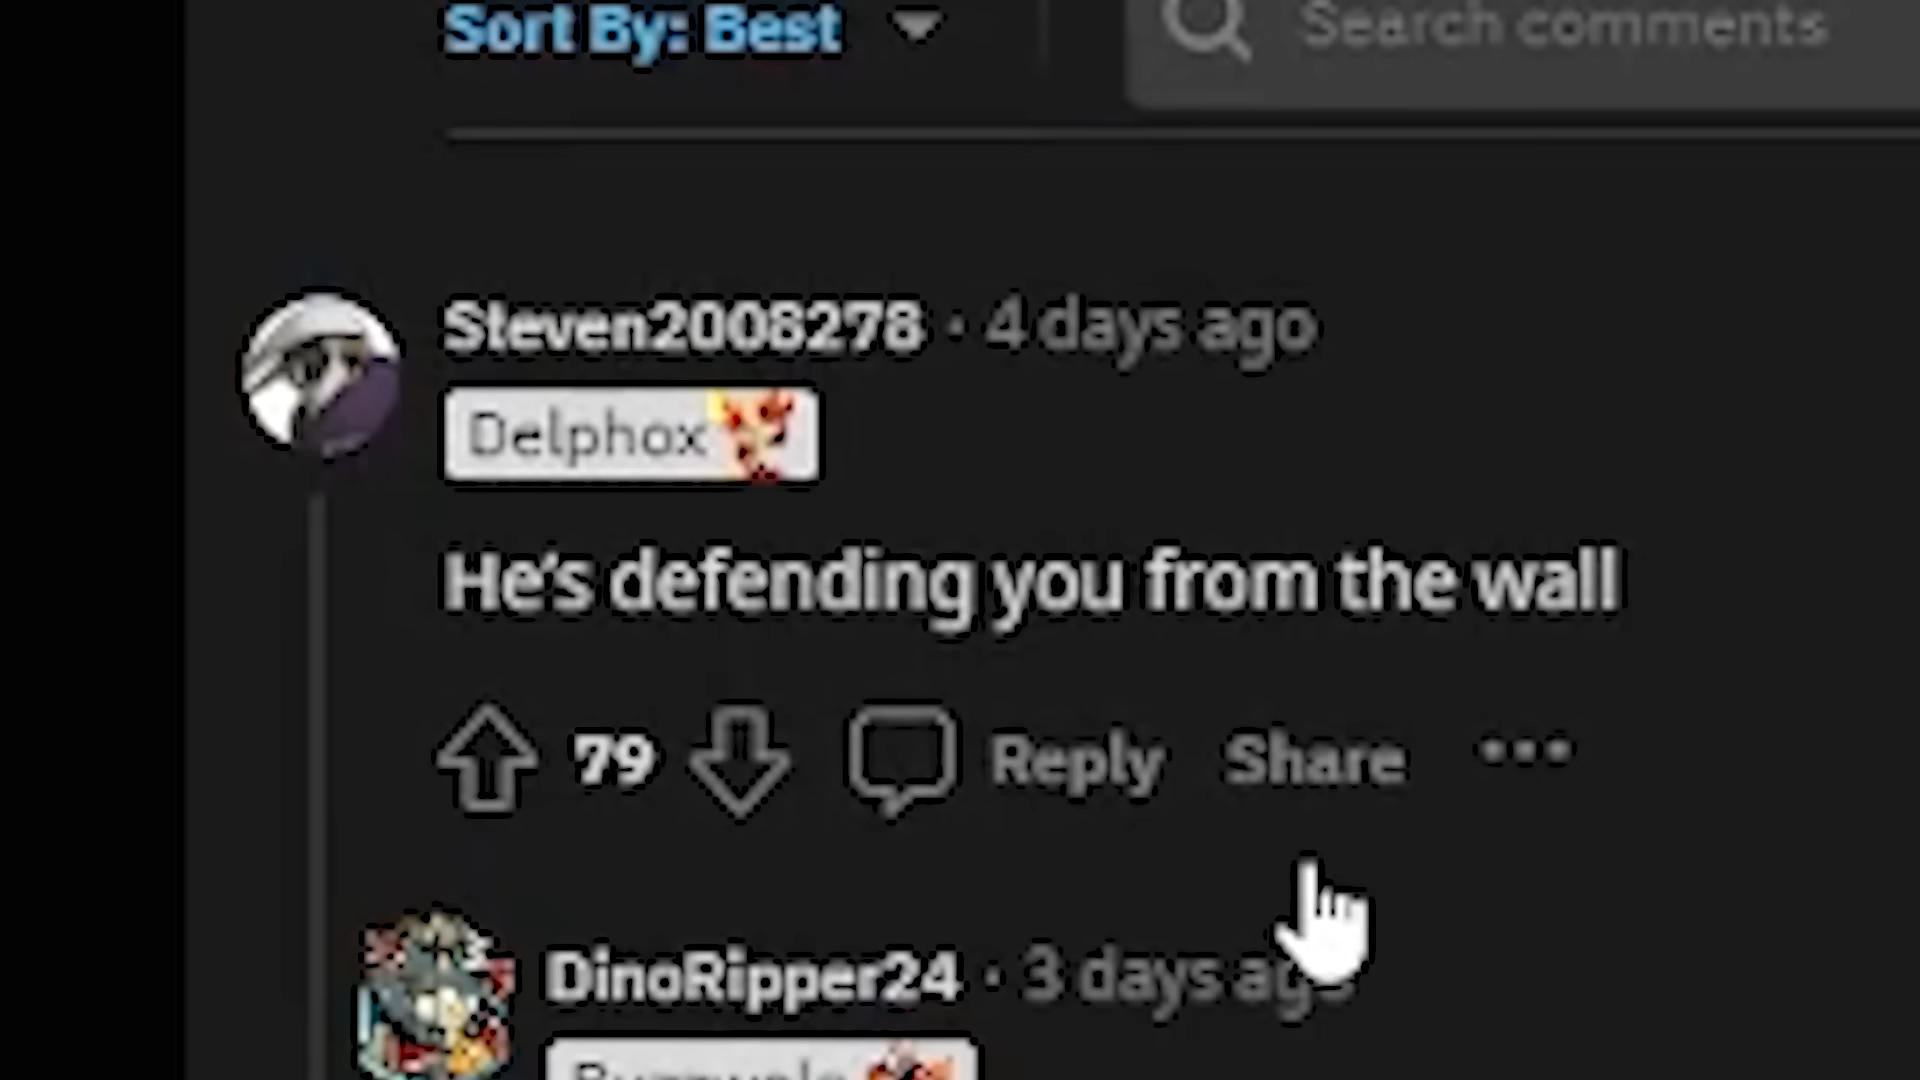 Sort By: Best
Search comments
Steven2008278 · 4 days ago
Delphox
He's defending you from the wall
79 Reply Share ···
DinoRipper24 · 3 days ago
Buzzwole